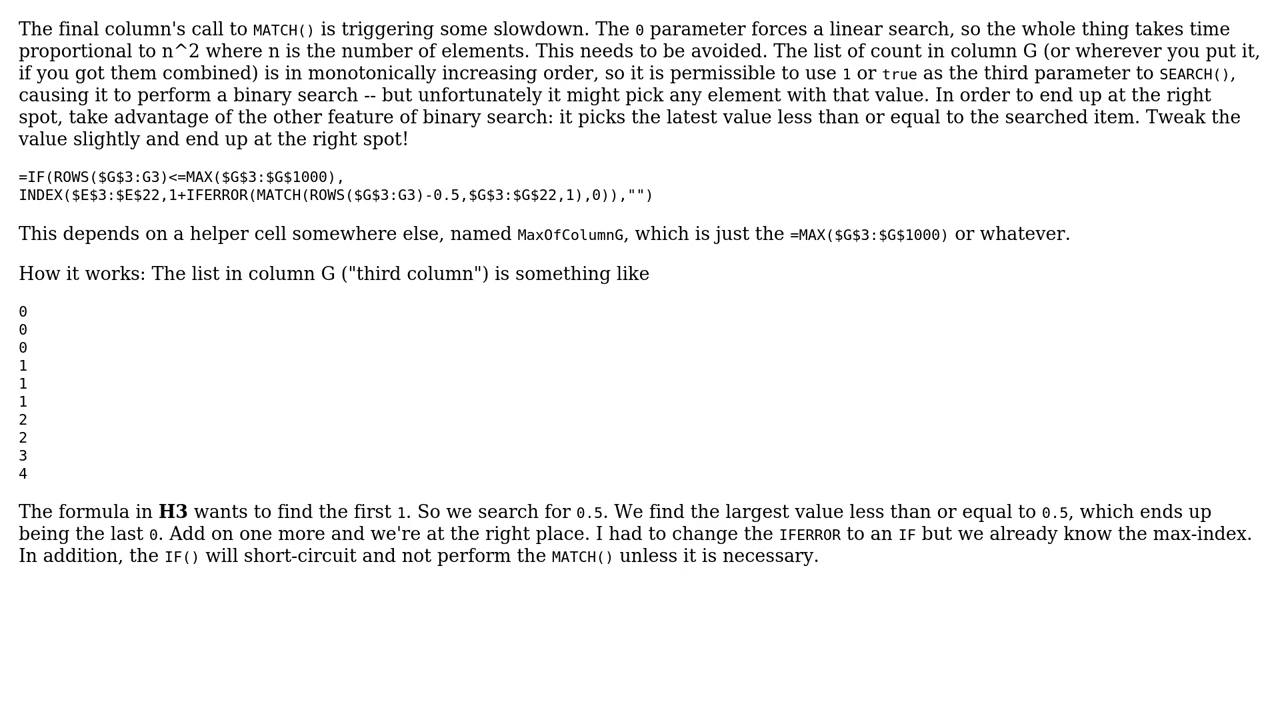 The final column's call to MATCH() is triggering some slowdown. The 0 parameter forces a linear search, so the whole thing takes time
proportional to n^2 where n is the number of elements. This needs to be avoided. The list of count in column G (or wherever you put it,
if you got them combined) is in monotonically increasing order, so it is permissible to use 1 or true as the third parameter to SEARCH(),
causing it to perform a binary search -- but unfortunately it might pick any element with that value. In order to end up at the right
spot, take advantage of the other feature of binary search: it picks the latest value less than or equal to the searched item. Tweak the
value slightly and end up at the right spot!
=IF(ROWS($G$3:G3)<=MAX($G$3:$G$1000),
INDEX($E$3:$E$22,1+IFERROR(MATCH(ROWS($G$3:G3)-0.5,$G$3:$G$22,1),0)),"")
This depends on a helper cell somewhere else, named MaxOfColumnG, which is just the =MAX($G$3:$G$1000) or whatever.
How it works: The list in column G ("third column") is something like
0
0
0
1
1
1
2
2
3
4
The formula in H3 wants to find the first 1. So we search for 0.5. We find the largest value less than or equal to 0.5, which ends up
being the last 0. Add on one more and we're at the right place. I had to change the IFERROR to an IF but we already know the max-index.
In addition, the IF() will short-circuit and not perform the MATCH() unless it is necessary.